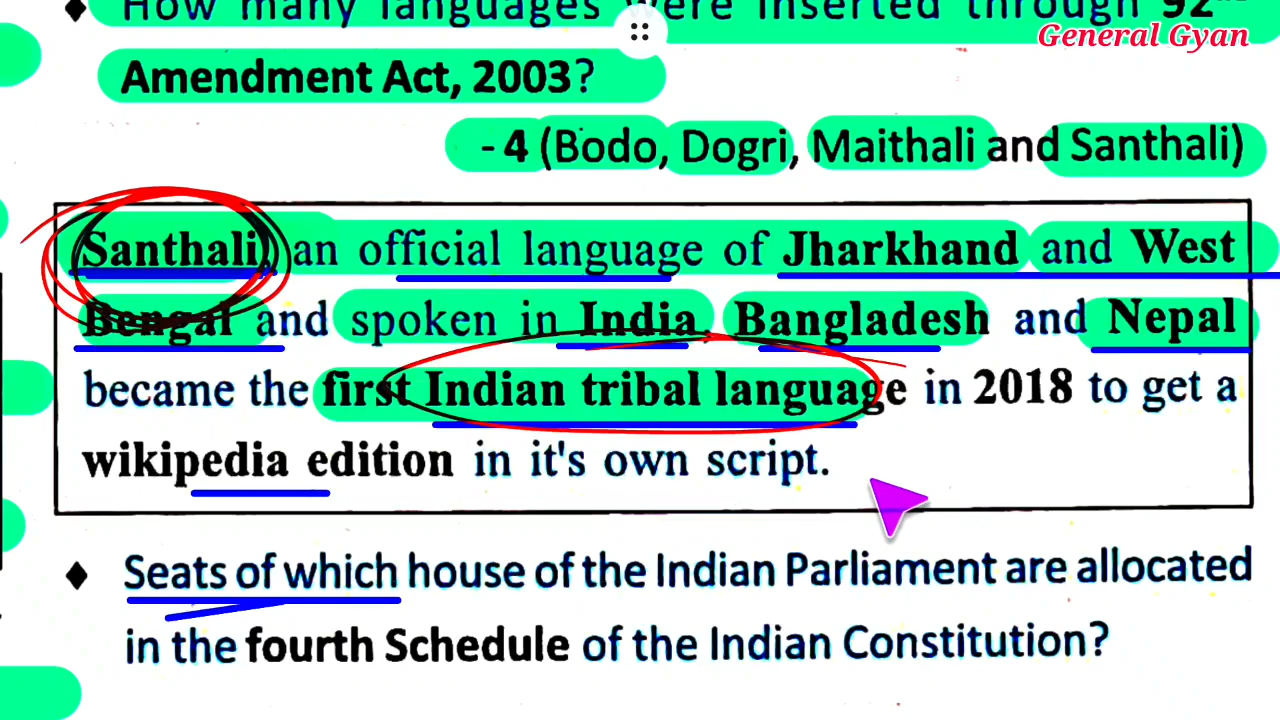 How many languages were inserted through 92nd
General Gyan
Amendment Act, 2003?
- 4 (Bodo, Dogri, Maithali and Santhali)
Santhali, an official language of Jharkhand and West
Bengal and spoken in India, Bangladesh and Nepal
became the first Indian tribal language in 2018 to get a
wikipedia edition in it's own script.
Seats of which house of the Indian Parliament are allocated
in the fourth Schedule of the Indian Constitution?